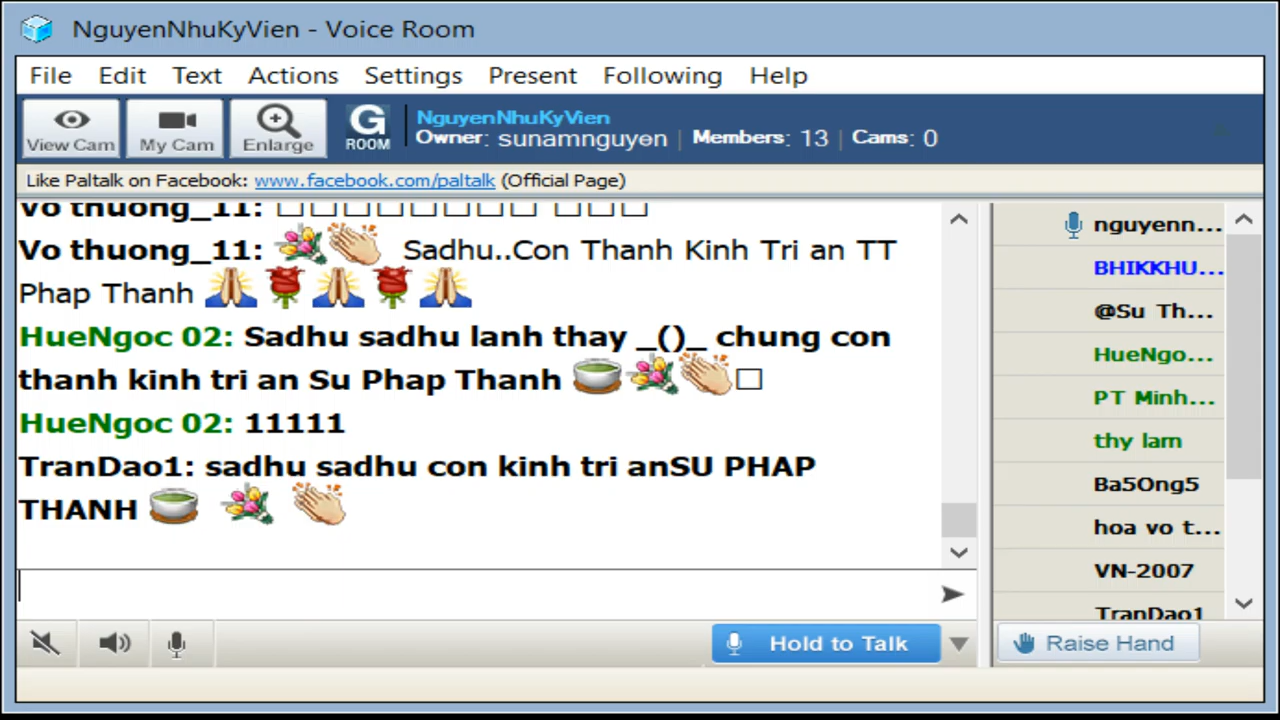 NguyenNhuKyVien - Voice Room
File Edit Text Actions Settings Present Following Help
View Cam My Cam Enlarge G ROOM
NguyenNhuKyVien
Owner: sunamnguyen | Members: 13 | Cams: 0
Like Paltalk on Facebook: www.facebook.com/paltalk (Official Page)
Vo thuong_11: □□□□□□□□ □□□
Vo thuong_11: Sadhu..Con Thanh Kinh Tri an TT
Phap Thanh
HueNgoc 02: Sadhu sadhu lanh thay _()_ chung con
thanh kinh tri an Su Phap Thanh □
HueNgoc 02: 11111
TranDao1: sadhu sadhu con kinh tri anSU PHAP
THANH
nguyenn...
BHIKKHU...
@Su Th...
HueNgo...
PT Minh...
thy lam
Ba5Ong5
hoa vo t...
VN-2007
TranDao1
Hold to Talk
Raise Hand